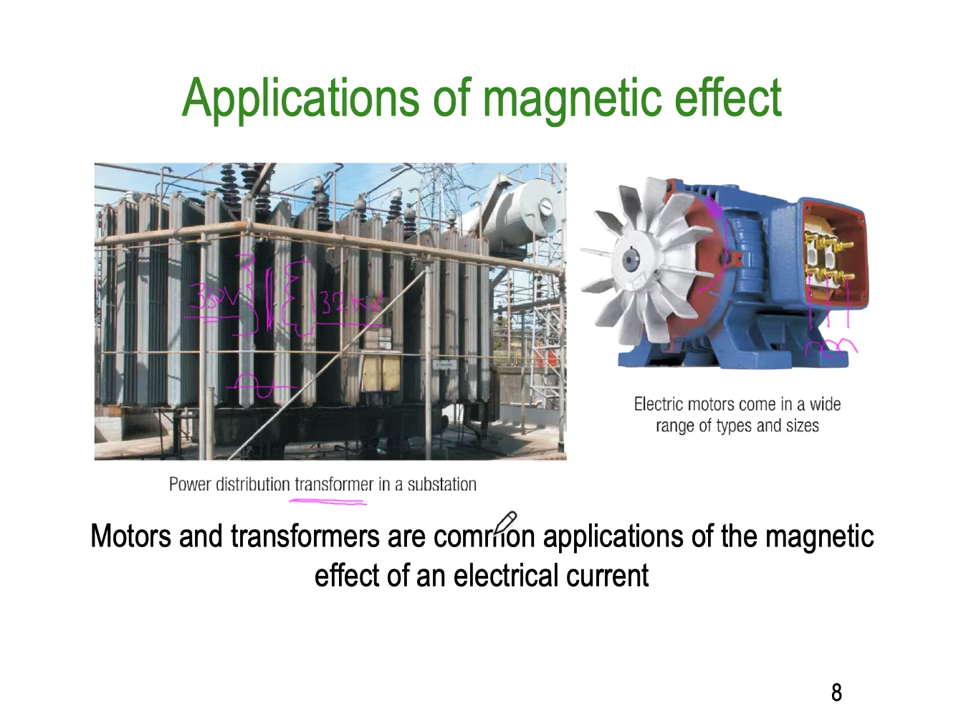 Applications of magnetic effect
Electric motors come in a wide
range of types and sizes
Power distribution transformer in a substation
Motors and transformers are common applications of the magnetic
effect of an electrical current
8